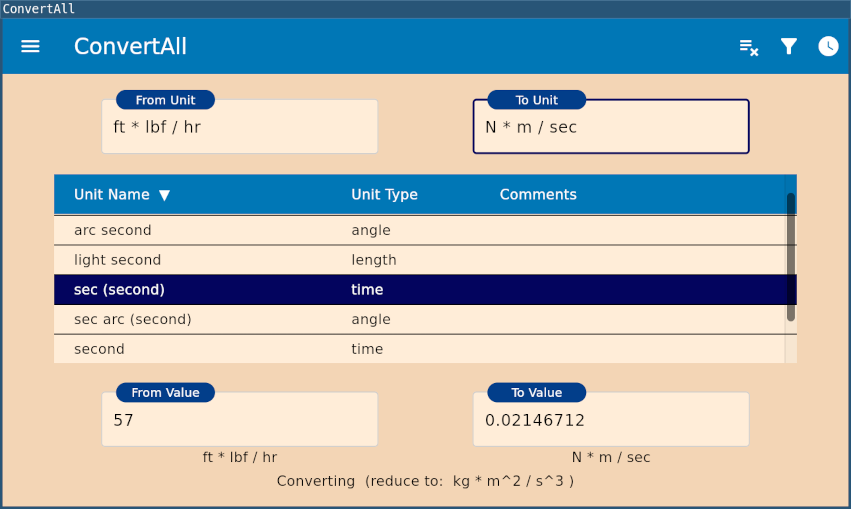 ConvertAll
ConvertAll
From Unit
To Unit
ft * lbf / hr
N * m / sec
Unit Name ▼ Unit Type Comments
arc second angle
light second length
sec (second) time
sec arc (second) angle
second time
From Value
To Value
57
0.02146712
ft * lbf / hr
N * m / sec
Converting (reduce to: kg * m^2 / s^3 )